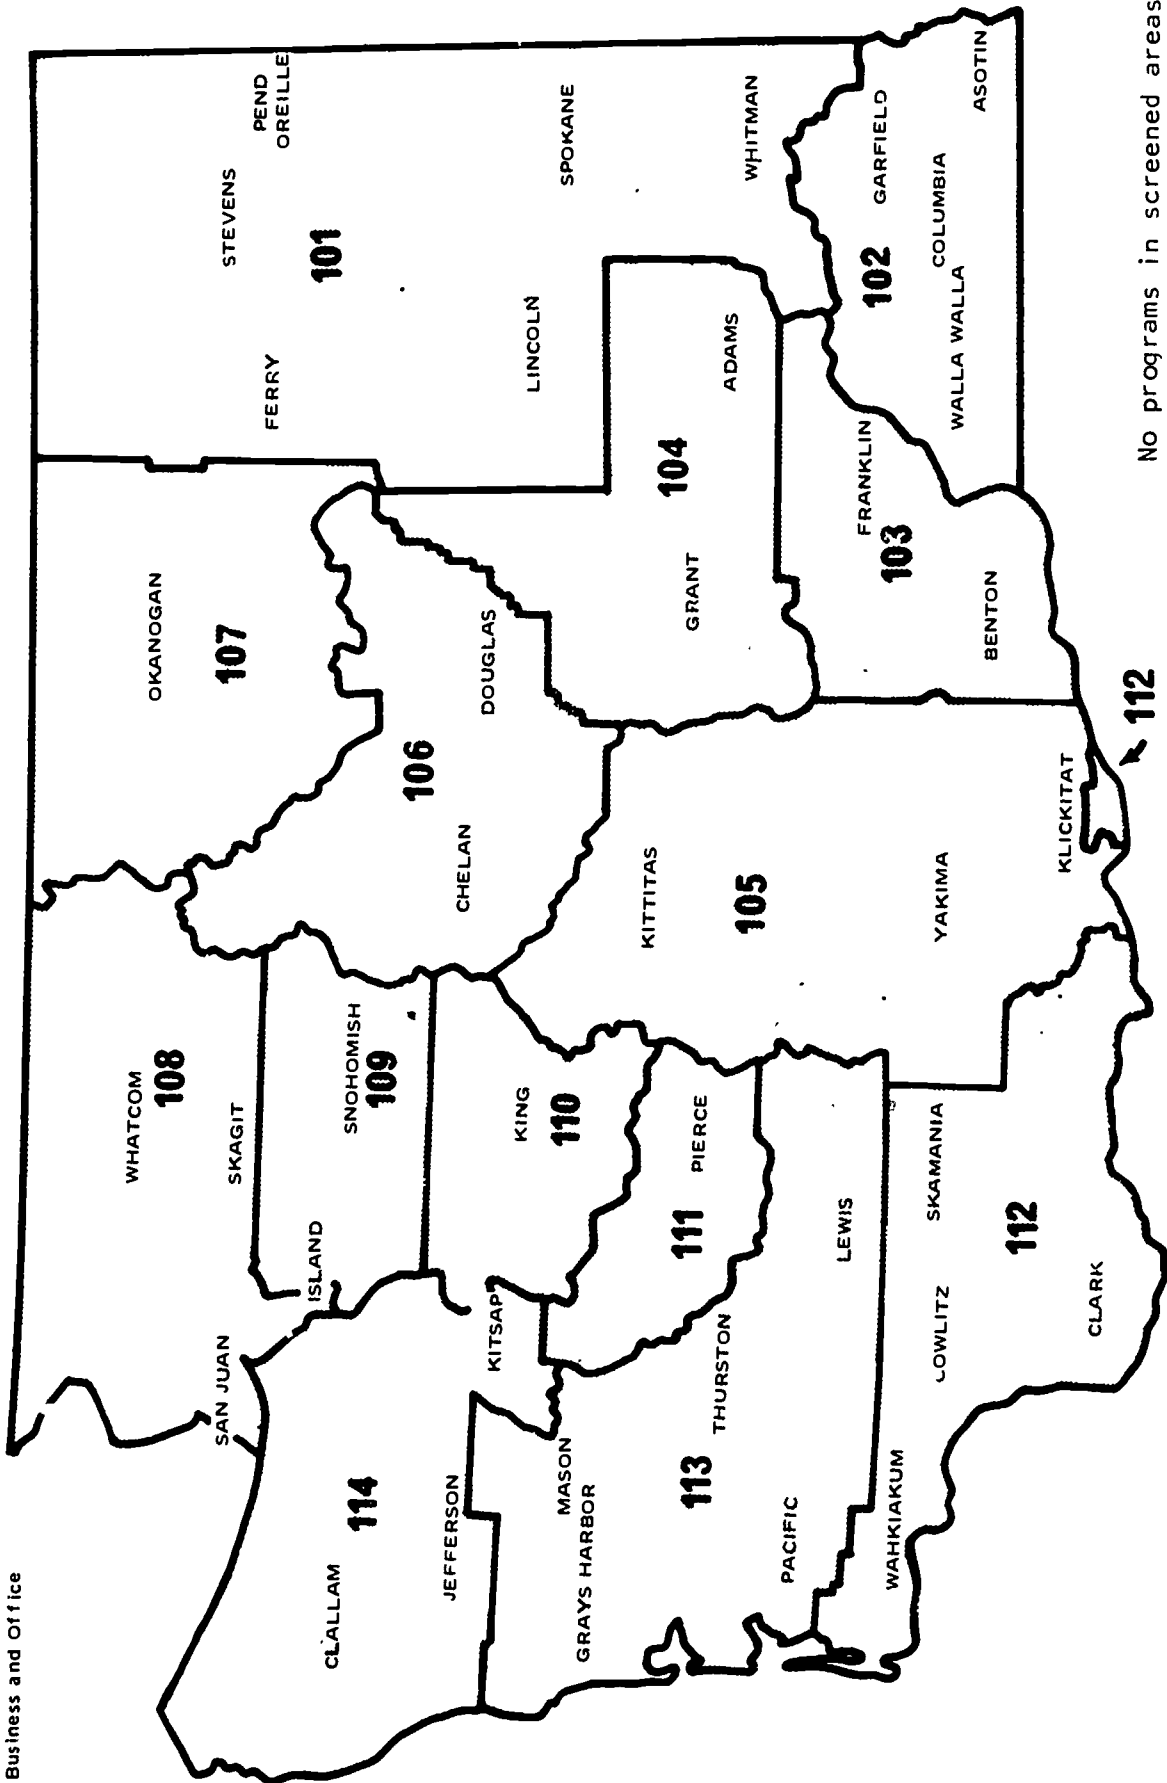 Business and Office
WHATCOM
108
OKANOGAN
107
STEVENS
PEND
OREILLE
FERRY
101
SAN JUAN
SKAGIT
ISLAND
SNOHOMISH
109
CLALLAM
114
JEFFERSON
KITSAP
KING
110
CHELAN
106
DOUGLAS
LINCOLN
SPOKANE
MASON
GRAYS HARBOR
113
THURSTON
PIERCE
111
KITTITAS
105
GRANT
104
ADAMS
WHITMAN
PACIFIC
LEWIS
FRANKLIN
103
102
GARFIELD
WAHKIAKUM
COWLITZ
SKAMANIA
YAKIMA
BENTON
WALLA WALLA
COLUMBIA
ASOTIN
112
CLARK
KLICKITAT
112
No programs in screened areas